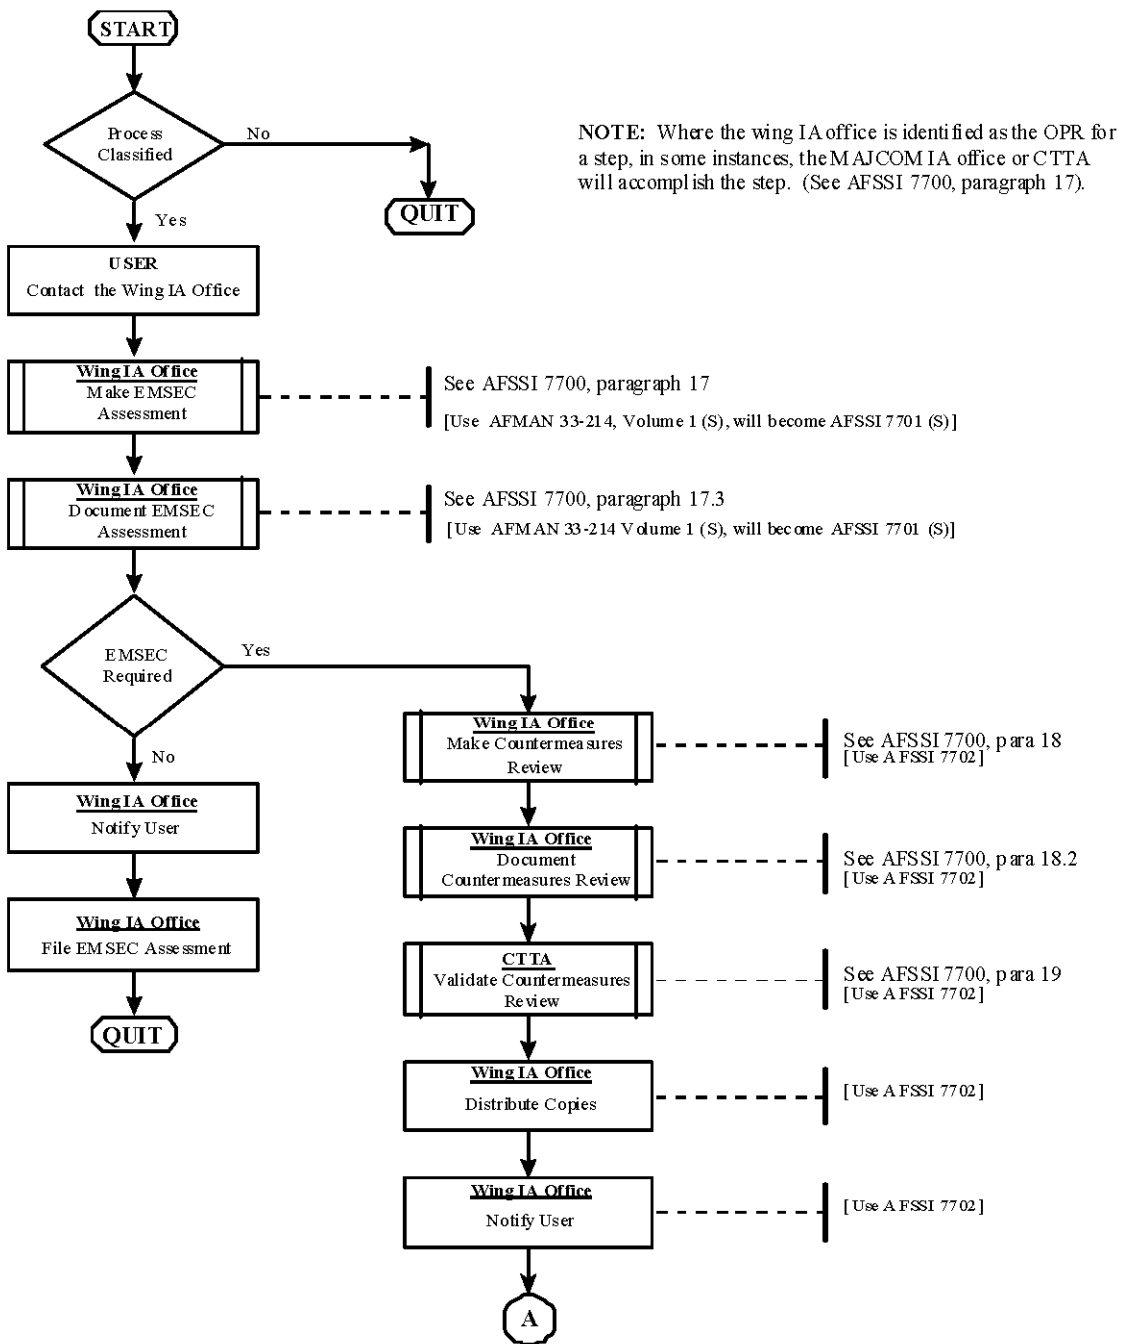 START
Process
Classified
No
NOTE: Where the wing IA office is identified as the OPR for
a step, in some instances, the MAJCOM IA office or CTTA
will accomplish the step. (See AFSSI 7700, paragraph 17).
QUIT
Yes
USER
Contact the Wing IA Office
Wing IA Office
Make EMSEC
Assessment
See AFSSI 7700, paragraph 17
[Use AFMAN 33-214, Volume 1 (S), will become AFSSI 7701 (S)]
Wing IA Office
Document EMSEC
Assessment
See AFSSI 7700, paragraph 17.3
[Use AFMAN 33-214 Volume 1 (S), will become AFSSI 7701 (S)]
EMSEC
Required
Yes
No
Wing IA Office
Notify User
Wing IA Office
File EMSEC Assessment
QUIT
Wing IA Office
Make Countermeasures
Review
See AFSSI 7700, para 18
[Use AFSSI 7702]
Wing IA Office
Document
Countermeasures Review
See AFSSI 7700, para 18.2
[Use AFSSI 7702]
CTTA
Validate Countermeasures
Review
See AFSSI 7700, para 19
[Use AFSSI 7702]
Wing IA Office
Distribute Copies
[Use AFSSI 7702]
Wing IA Office
Notify User
[Use AFSSI 7702]
A